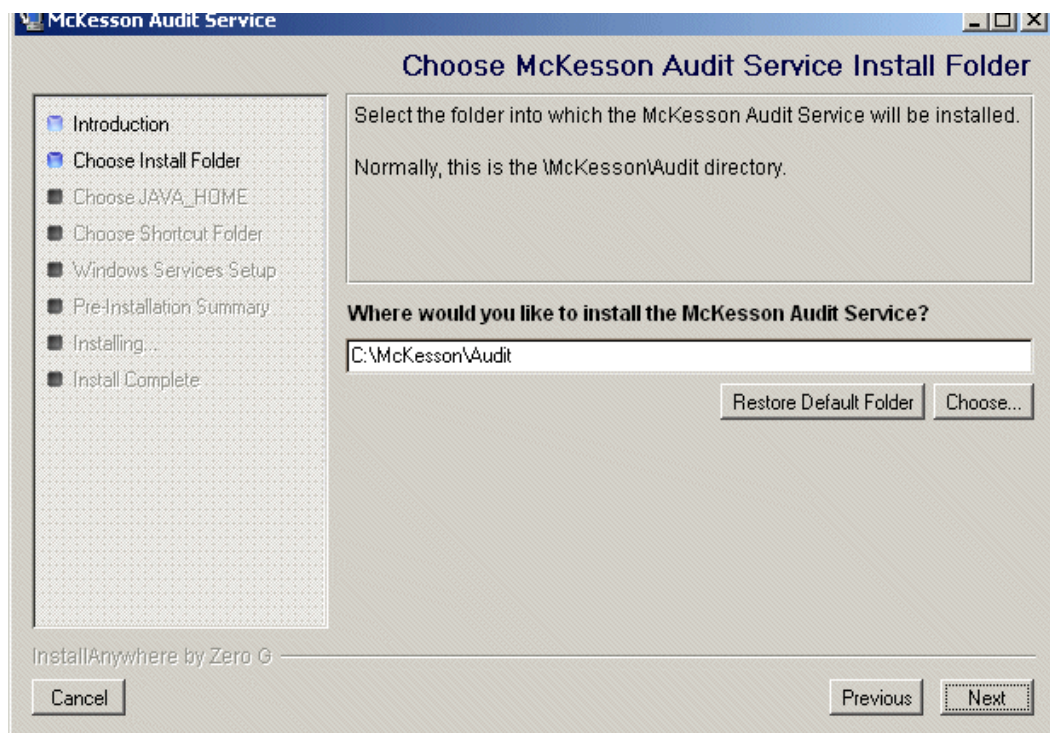 McKesson Audit Service
Choose McKesson Audit Service Install Folder
Introduction
Choose Install Folder
Choose JAVA_HOME
Choose Shortcut Folder
Windows Services Setup
Pre-Installation Summary
Installing...
Install Complete
Select the folder into which the McKesson Audit Service will be installed.
Normally, this is the \McKesson\Audit directory.
Where would you like to install the McKesson Audit Service?
C:\McKesson\Audit
Restore Default Folder
Choose...
InstallAnywhere by Zero G
Cancel
Previous
Next